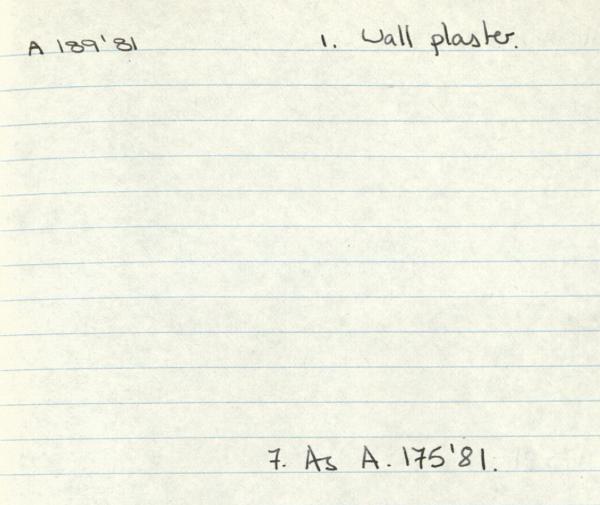 A 189'81 1. Wall plaster.
7. As A. 175'81.